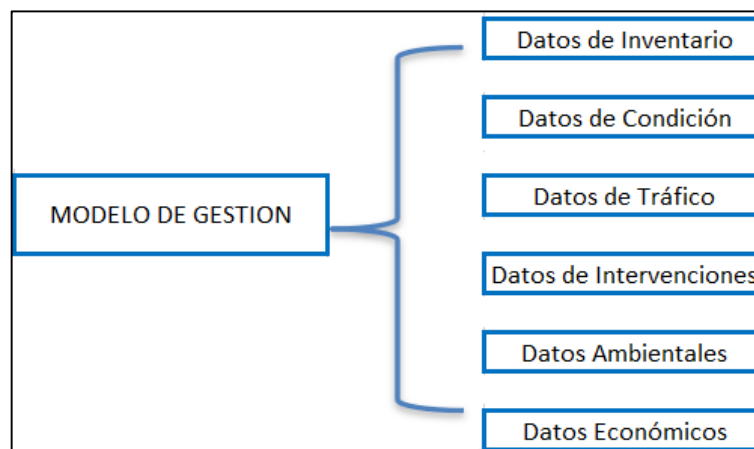 Datos de Inventario
Datos de Condición
MODELO DE GESTION
Datos de Tráfico
Datos de Intervenciones
Datos Ambientales
Datos Económicos